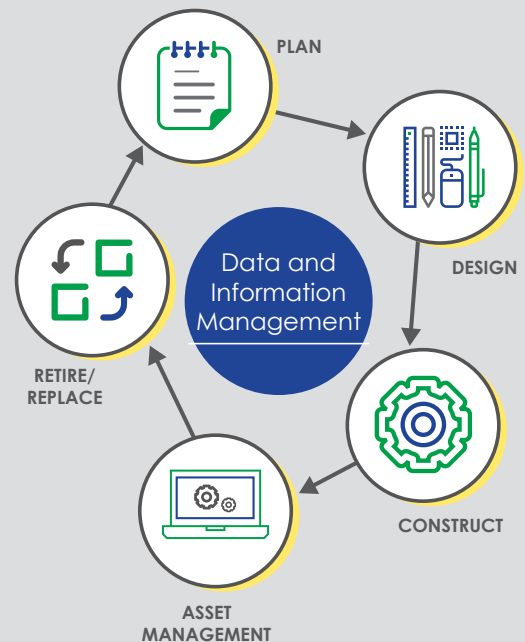 PLAN
DESIGN
Data and
Information
Management
RETIRE/
REPLACE
CONSTRUCT
ASSET
MANAGEMENT